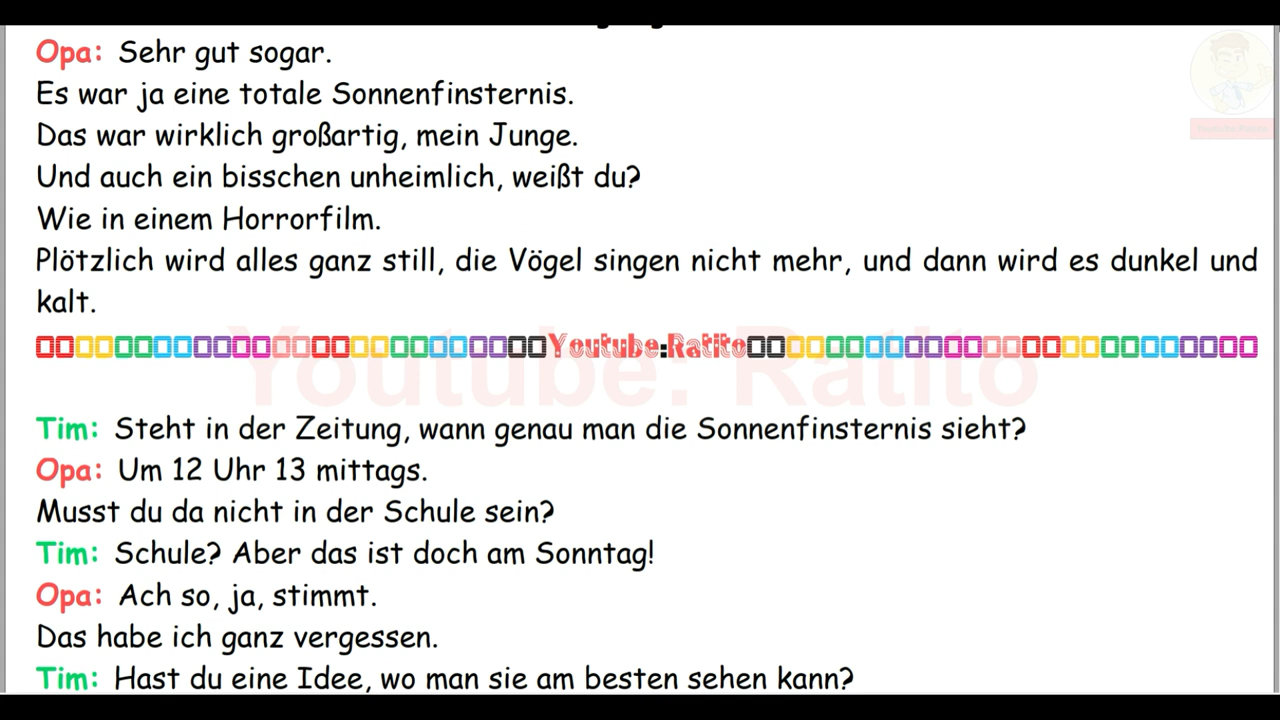 Opa: Sehr gut sogar.
Es war ja eine totale Sonnenfinsternis.
Das war wirklich großartig, mein Junge.
Und auch ein bisschen unheimlich, weißt du?
Wie in einem Horrorfilm.
Plötzlich wird alles ganz still, die Vögel singen nicht mehr, und dann wird es dunkel und
kalt.
Youtube:Ratito
Youtube: Ratito
Tim: Steht in der Zeitung, wann genau man die Sonnenfinsternis sieht?
Opa: Um 12 Uhr 13 mittags.
Musst du da nicht in der Schule sein?
Tim: Schule? Aber das ist doch am Sonntag!
Opa: Ach so, ja, stimmt.
Das habe ich ganz vergessen.
Tim: Hast du eine Idee, wo man sie am besten sehen kann?